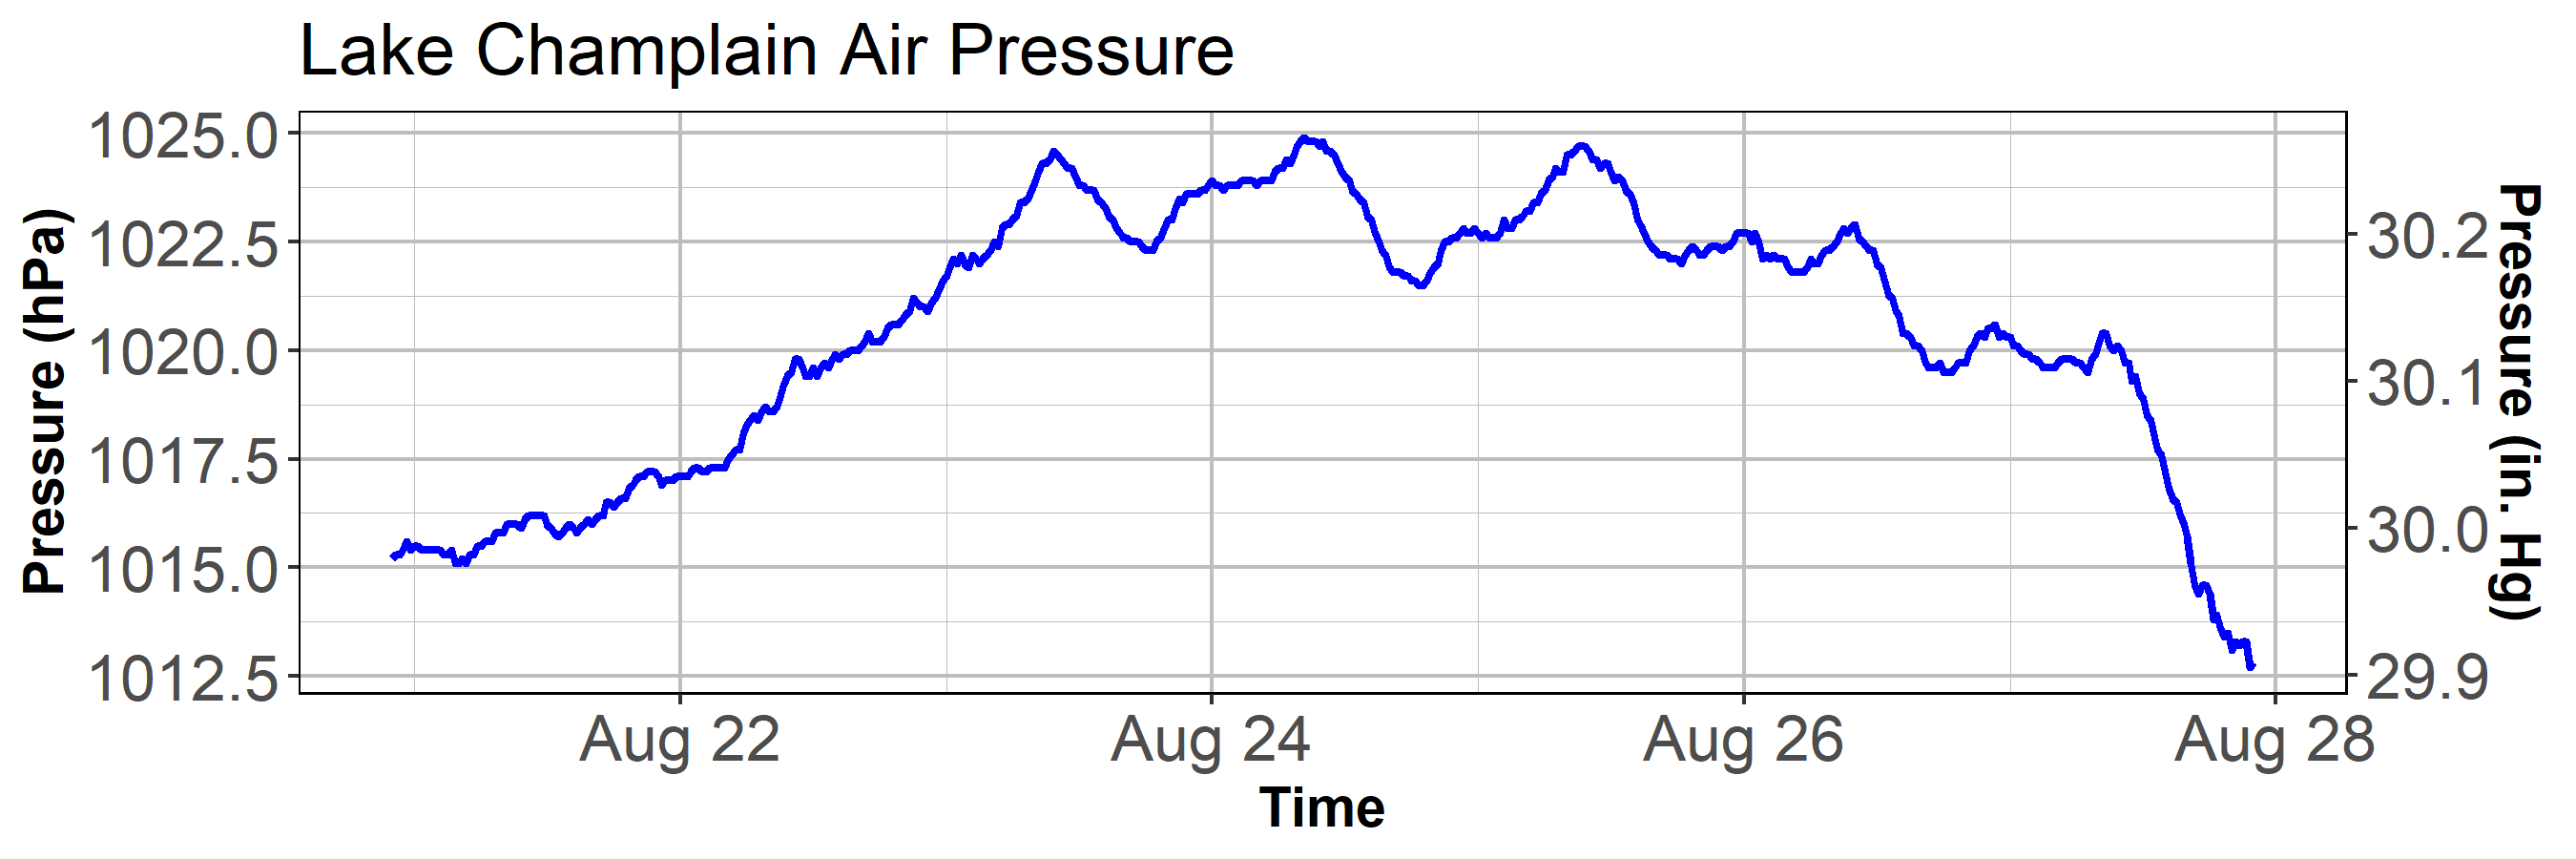 Lake Champlain Air Pressure
Pressure (hPa)
1025.0
1022.5
1020.0
1017.5
1015.0
1012.5
30.2
30.1
30.0
29.9
Pressure (in. Hg)
Aug 22 Aug 24 Aug 26 Aug 28
Time